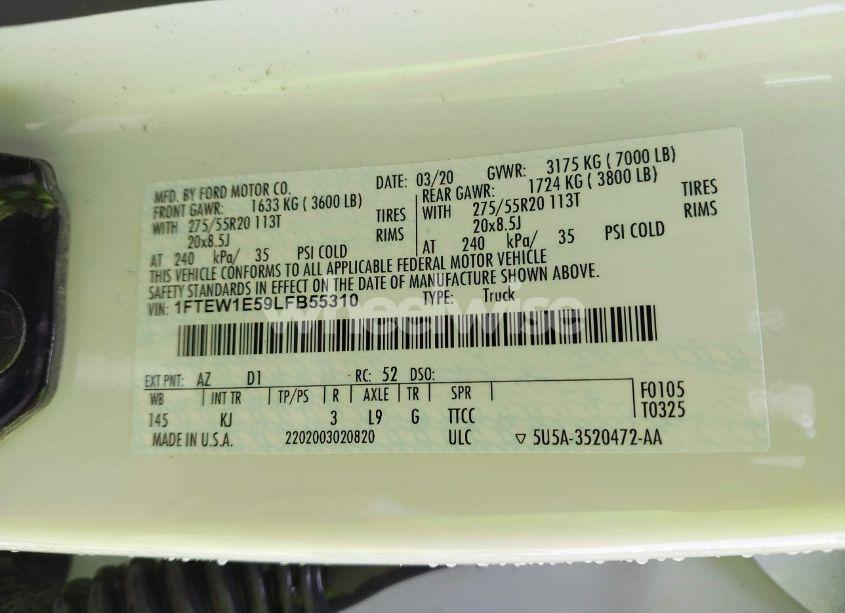 MFD. BY FORD MOTOR CO. DATE: 03/20 GVWR: 3175 KG ( 7000 LB)
FRONT GAWR: 1633 KG ( 3600 LB) REAR GAWR: 1724 KG ( 3800 LB)
WITH 275/55R20 113T TIRES WITH 275/55R20 113T TIRES
20x8.5J RIMS 20x8.5J RIMS
AT 240 kPa/ 35 PSI COLD AT 240 kPa/ 35 PSI COLD
THIS VEHICLE CONFORMS TO ALL APPLICABLE FEDERAL MOTOR VEHICLE
SAFETY STANDARDS IN EFFECT ON THE DATE OF MANUFACTURE SHOWN ABOVE.
VIN: 1FTEW1E59LFB55310 TYPE: Truck
wheelwise
EXT PNT: AZ D1 RC: 52 DSO:
WB INT TR TP/PS R AXLE TR SPR F0105
145 KJ 3 L9 G TTCC T0325
MADE IN U.S.A. 2202003020820 ULC ▽ 5U5A-3520472-AA